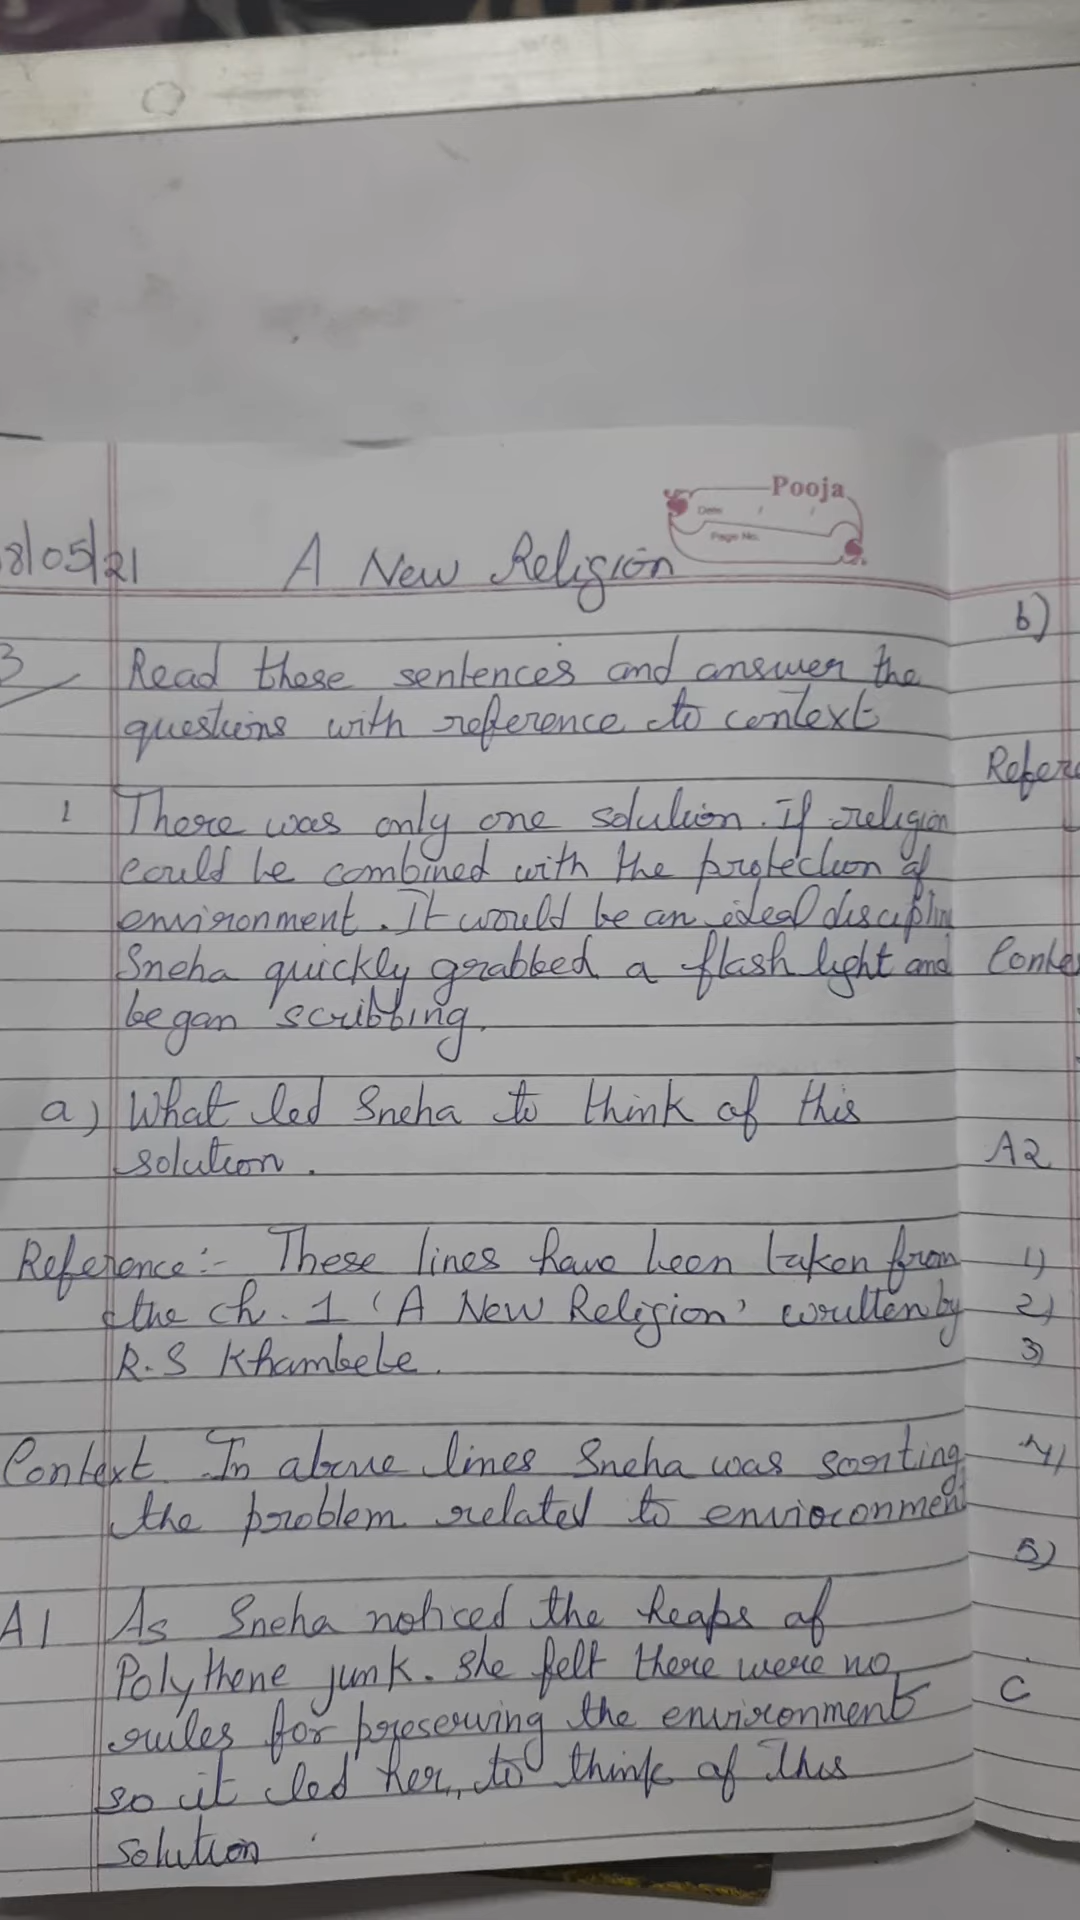 Pooja
Date / /
Page No.
8/05/21 A New Religion
3 Read these sentences and answer the
questions with reference to context
1 There was only one solution. If religion
could be combined with the protection of
environment. It would be an ideal disciplin
Sneha quickly grabbed a flash light and
began scribbing.
a) What led Sneha to think of this
solution.
Reference:- These lines have been taken from
the ch. 1 'A New Religion' written by
R.S Khambete.
Context. In above lines Sneha was soorting
the problem related to envioronment
A1 As Sneha noticed the heaps of
Polythene junk. She felt there were no
rules for preserving the environment
so it led her, to think of this
solution.
b)
Refere
Conte
A2
1)
2)
3)
4)
5)
C